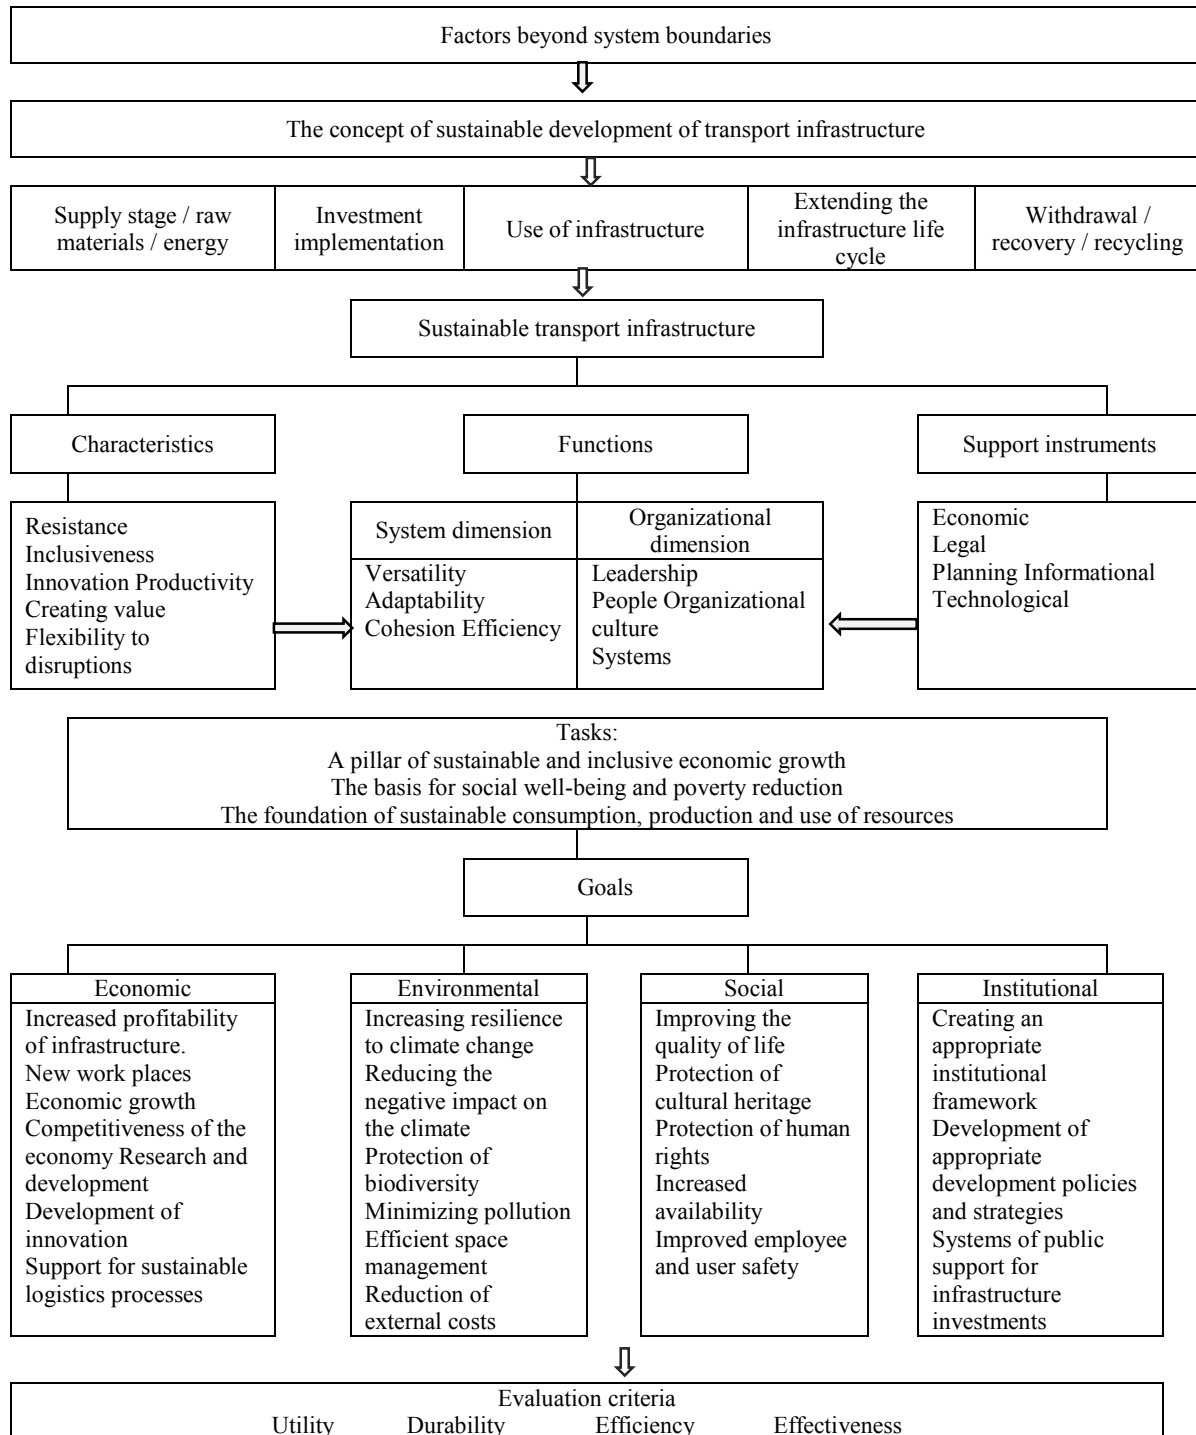 Factors beyond system boundaries
The concept of sustainable development of transport infrastructure
Supply stage / raw
materials / energy
Investment
implementation
Use of infrastructure
Extending the
infrastructure life
cycle
Withdrawal /
recovery / recycling
Sustainable transport infrastructure
Characteristics
Functions
Support instruments
Resistance
Inclusiveness
Innovation Productivity
Creating value
Flexibility to
disruptions
System dimension
Versatility
Adaptability
Cohesion Efficiency
Organizational
dimension
Leadership
People Organizational
culture
Systems
Economic
Legal
Planning Informational
Technological
Tasks:
A pillar of sustainable and inclusive economic growth
The basis for social well-being and poverty reduction
The foundation of sustainable consumption, production and use of resources
Goals
Economic
Increased profitability
of infrastructure.
New work places
Economic growth
Competitiveness of the
economy Research and
development
Development of
innovation
Support for sustainable
logistics processes
Environmental
Increasing resilience
to climate change
Reducing the
negative impact on
the climate
Protection of
biodiversity
Minimizing pollution
Efficient space
management
Reduction of
external costs
Social
Improving the
quality of life
Protection of
cultural heritage
Protection of human
rights
Increased
availability
Improved employee
and user safety
Institutional
Creating an
appropriate
institutional
framework
Development of
appropriate
development policies
and strategies
Systems of public
support for
infrastructure
investments
Evaluation criteria
Utility Durability Efficiency Effectiveness